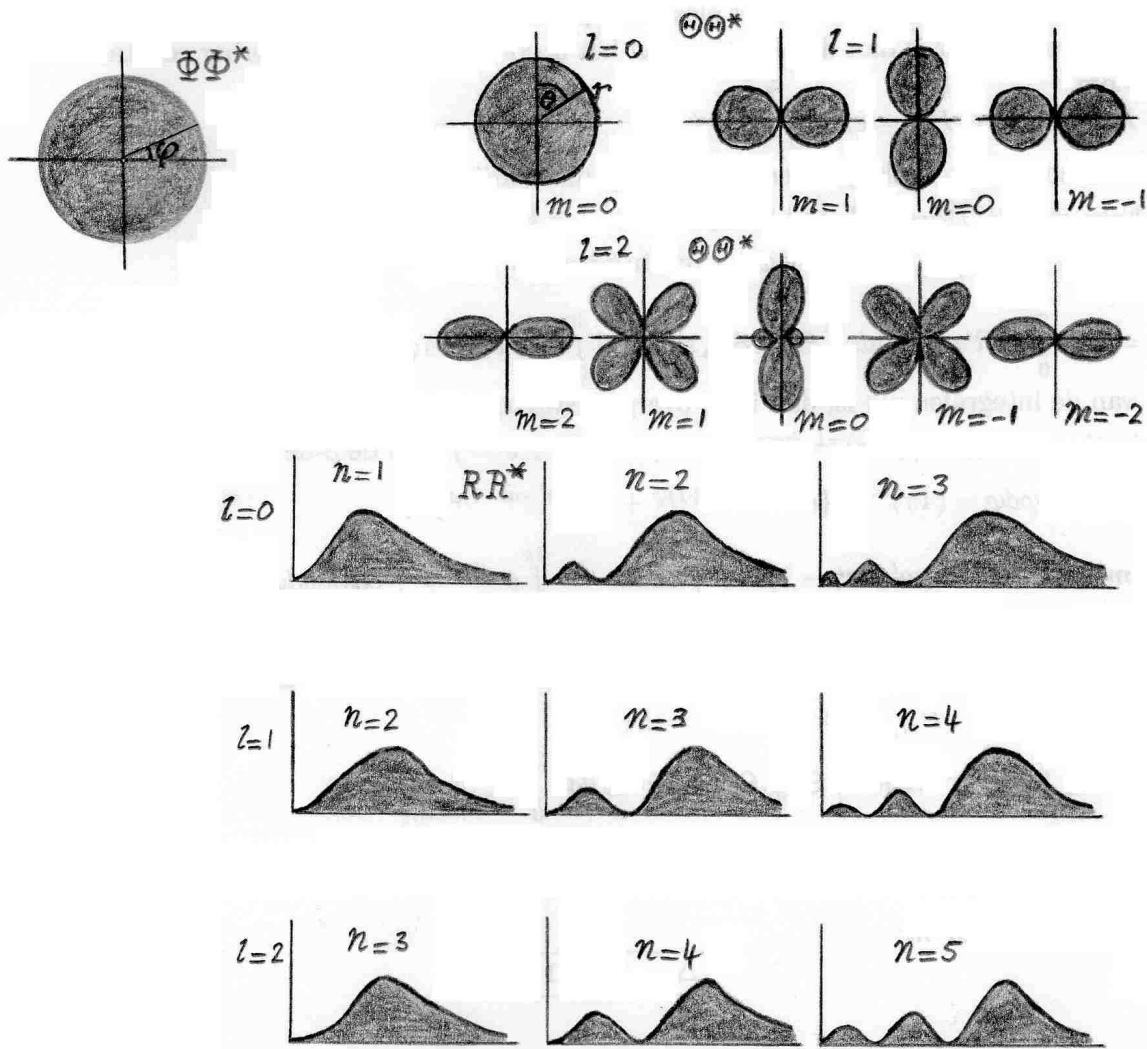 ΦΦ*
φ
l=0 ΘΘ* l=1
θ r
m=0 m=1 m=0 m=-1
l=2 ΘΘ*
m=2 m=1 m=0 m=-1 m=-2
l=0 n=1 RR* n=2 n=3
l=1 n=2 n=3 n=4
l=2 n=3 n=4 n=5